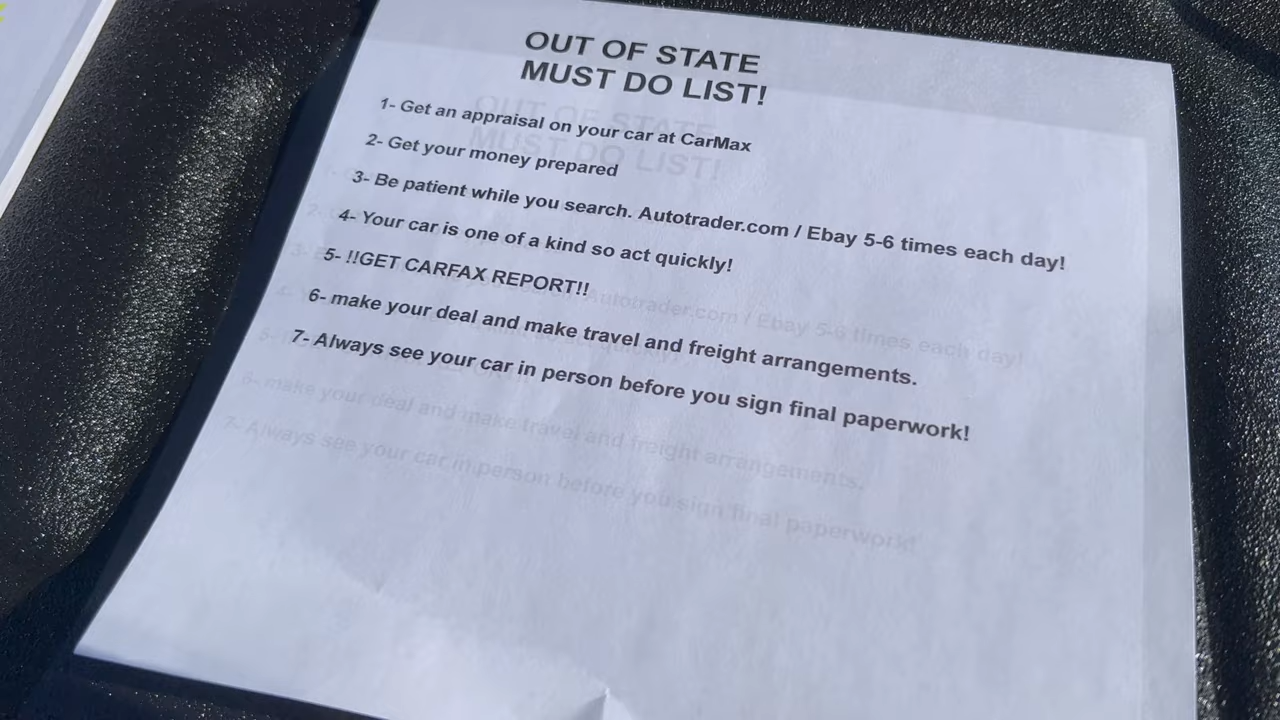 OUT OF STATE
MUST DO LIST!
1- Get an appraisal on your car at CarMax
2- Get your money prepared
3- Be patient while you search. Autotrader.com / Ebay 5-6 times each day!
4- Your car is one of a kind so act quickly!
5- !!GET CARFAX REPORT!!
6- make your deal and make travel and freight arrangements.
7- Always see your car in person before you sign final paperwork!